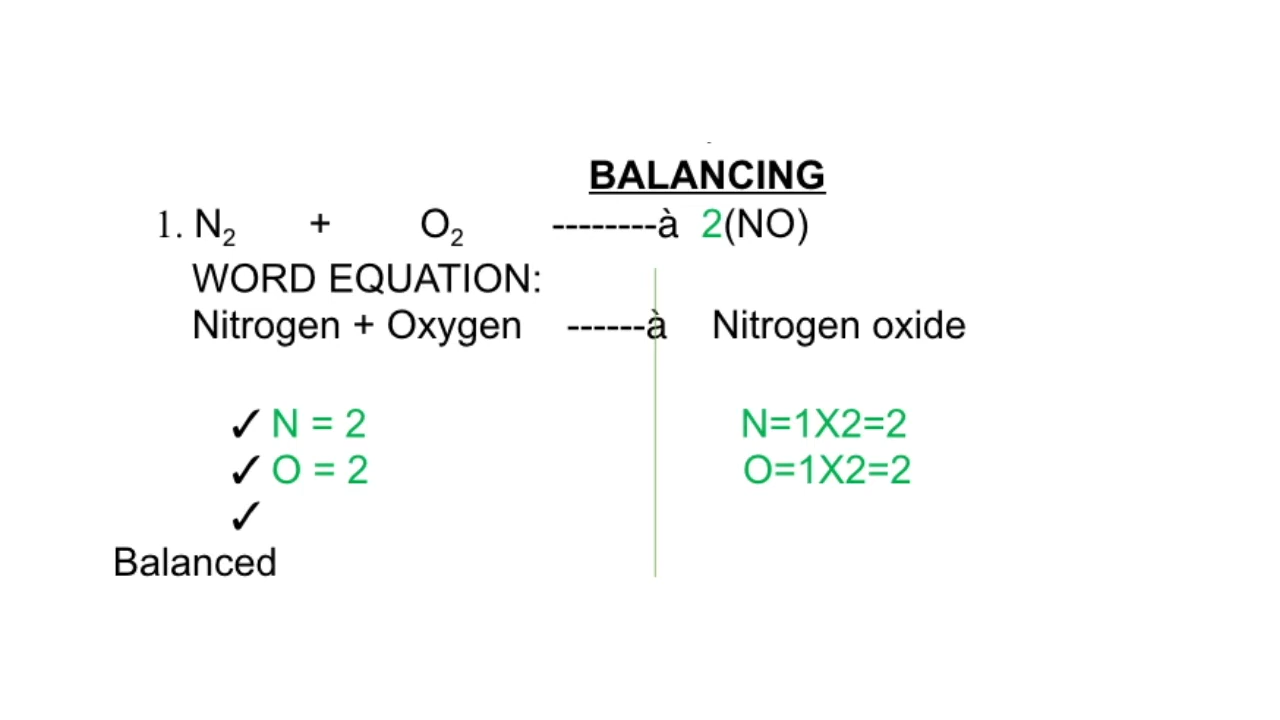 BALANCING
1. N₂ + O₂ --------à 2(NO)
WORD EQUATION:
Nitrogen + Oxygen ------à Nitrogen oxide
✓ N = 2 N=1X2=2
✓ O = 2 O=1X2=2
✓
Balanced